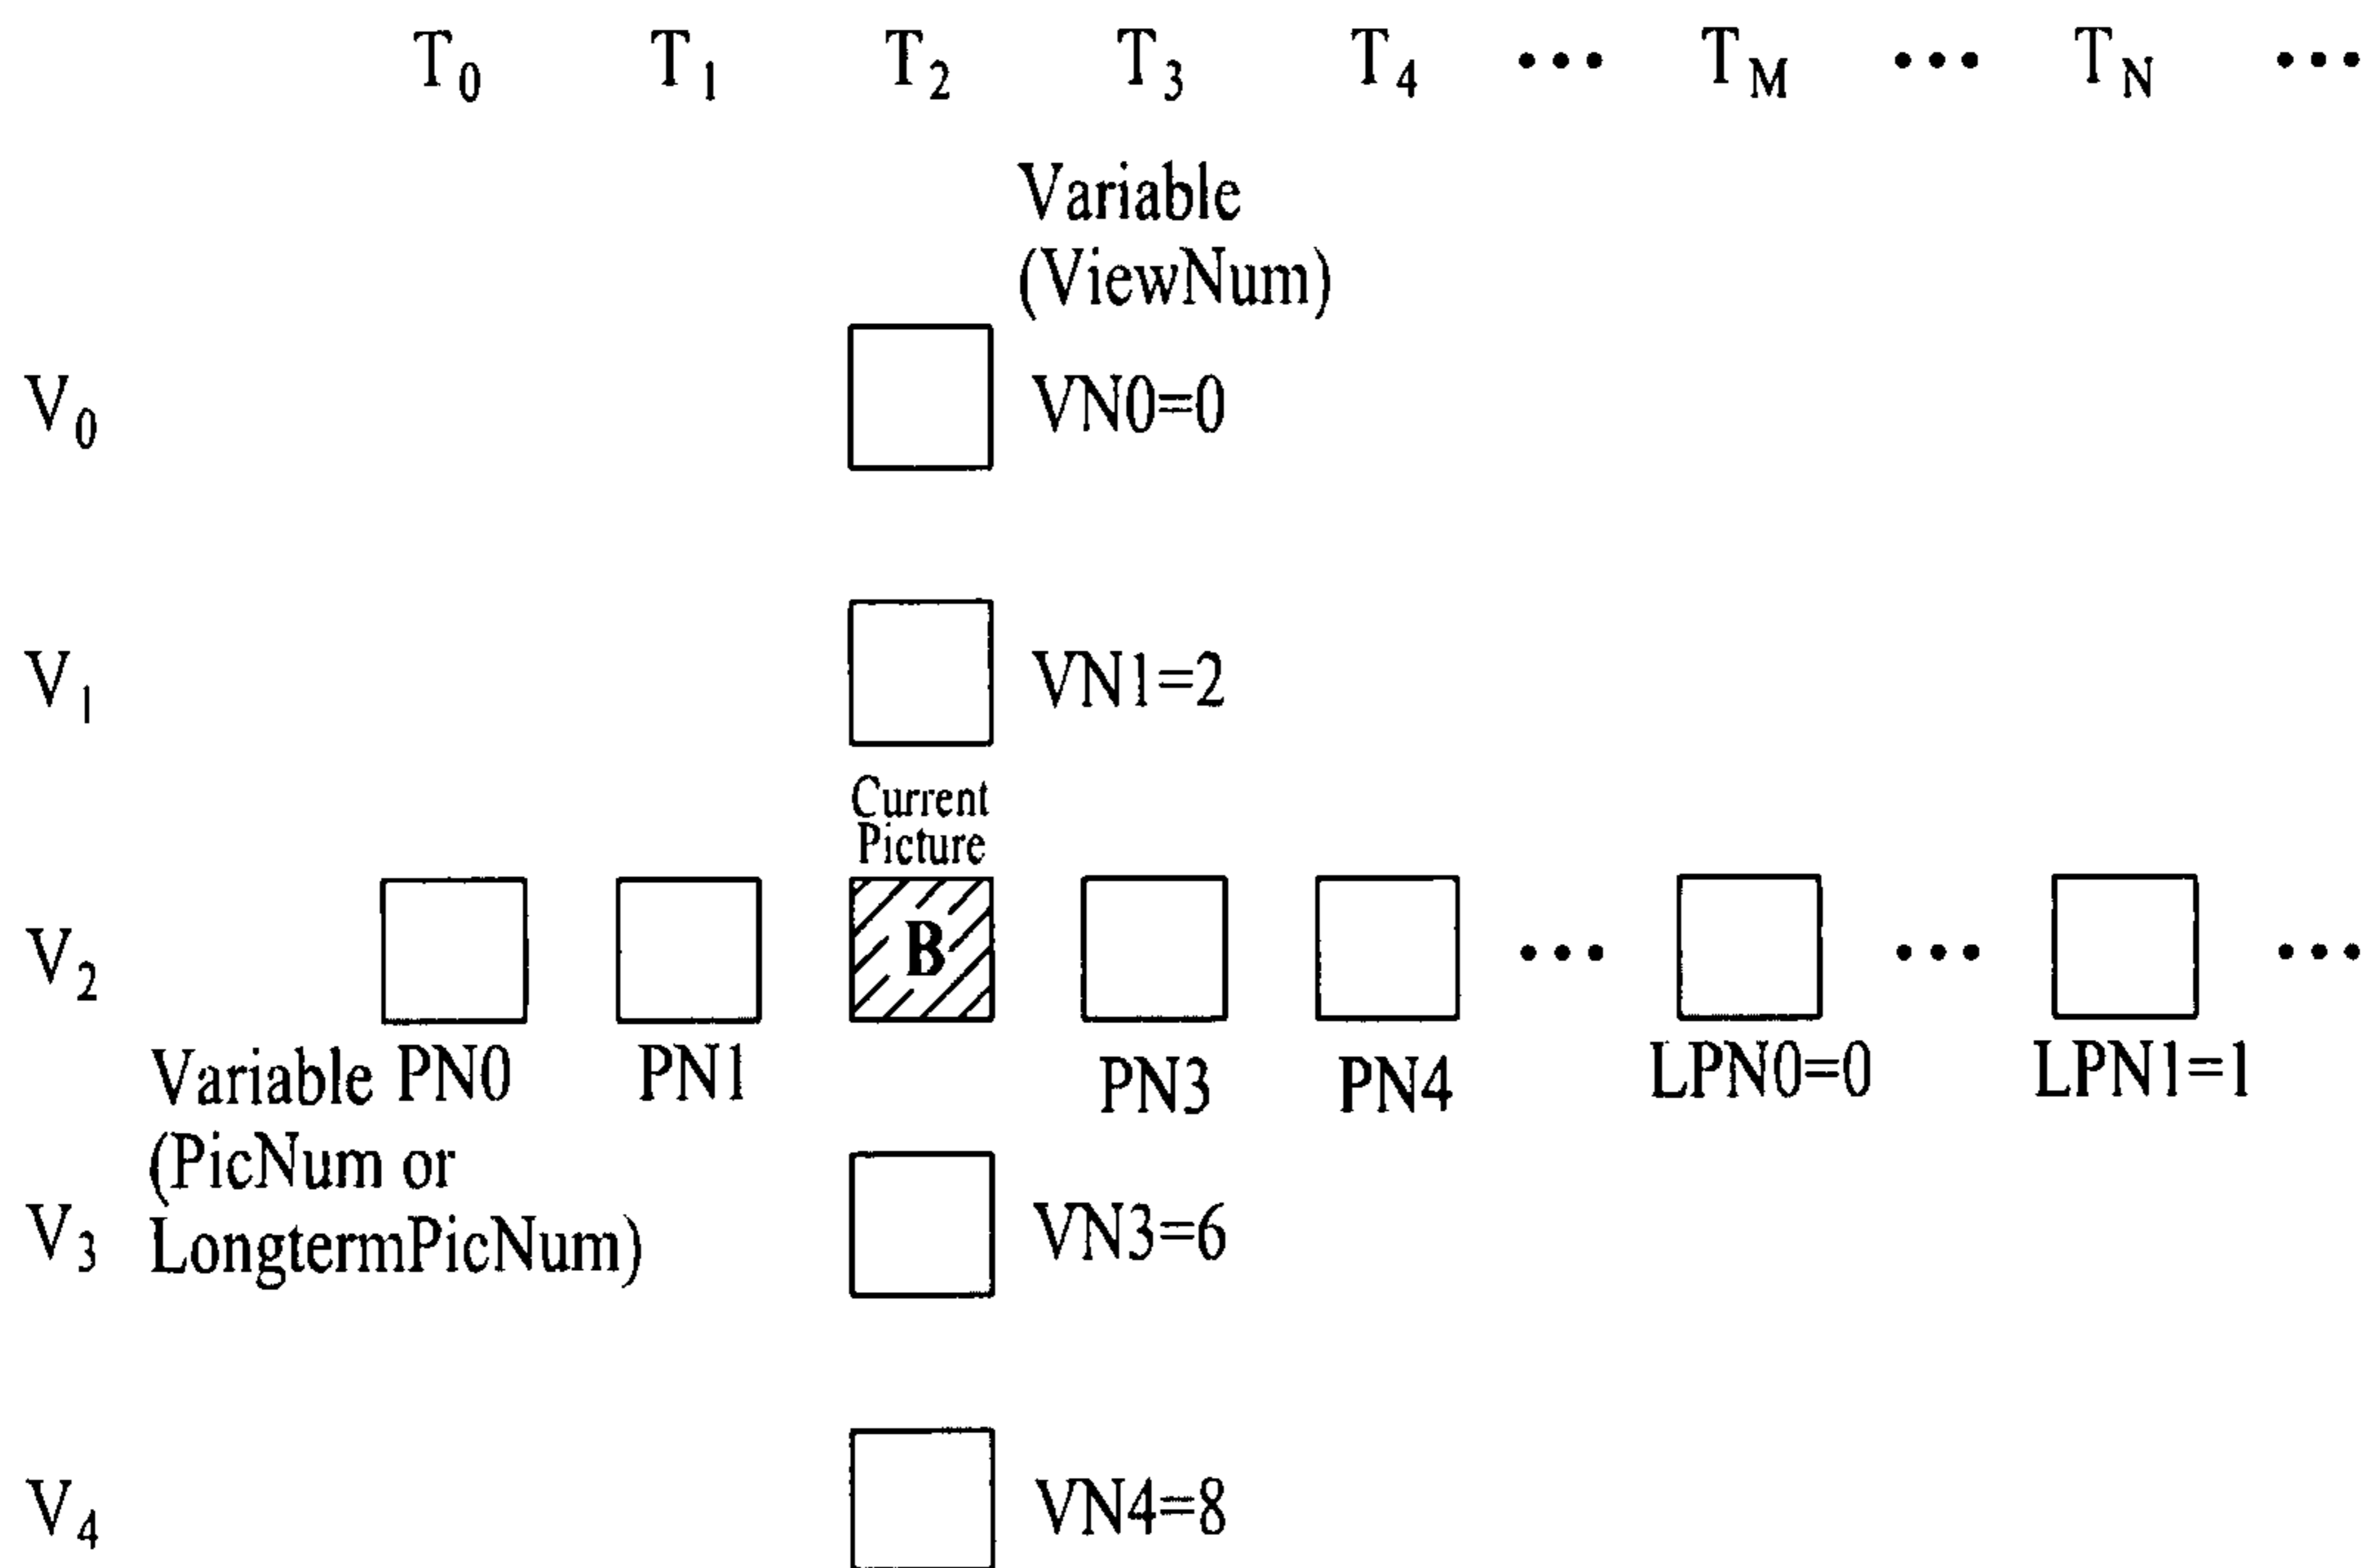 T0 T1 T2 T3 T4 ••• TM ••• TN •••
Variable
(ViewNum)
V0 VN0=0
V1 VN1=2
Current
Picture
V2 B ••• ••• •••
Variable PN0 PN1 PN3 PN4 LPN0=0 LPN1=1
(PicNum or
LongtermPicNum)
V3 VN3=6
V4 VN4=8